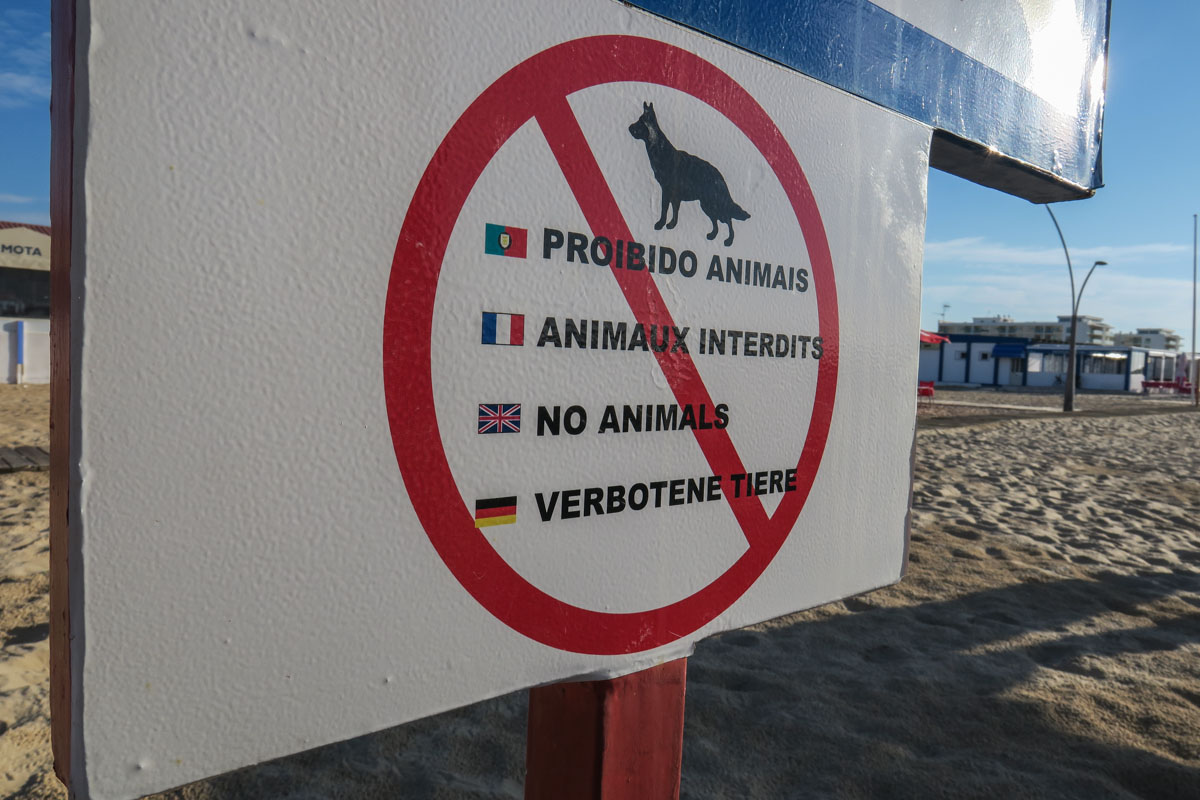 MOTA
PROIBIDO ANIMAIS
ANIMAUX INTERDITS
NO ANIMALS
VERBOTENE TIERE